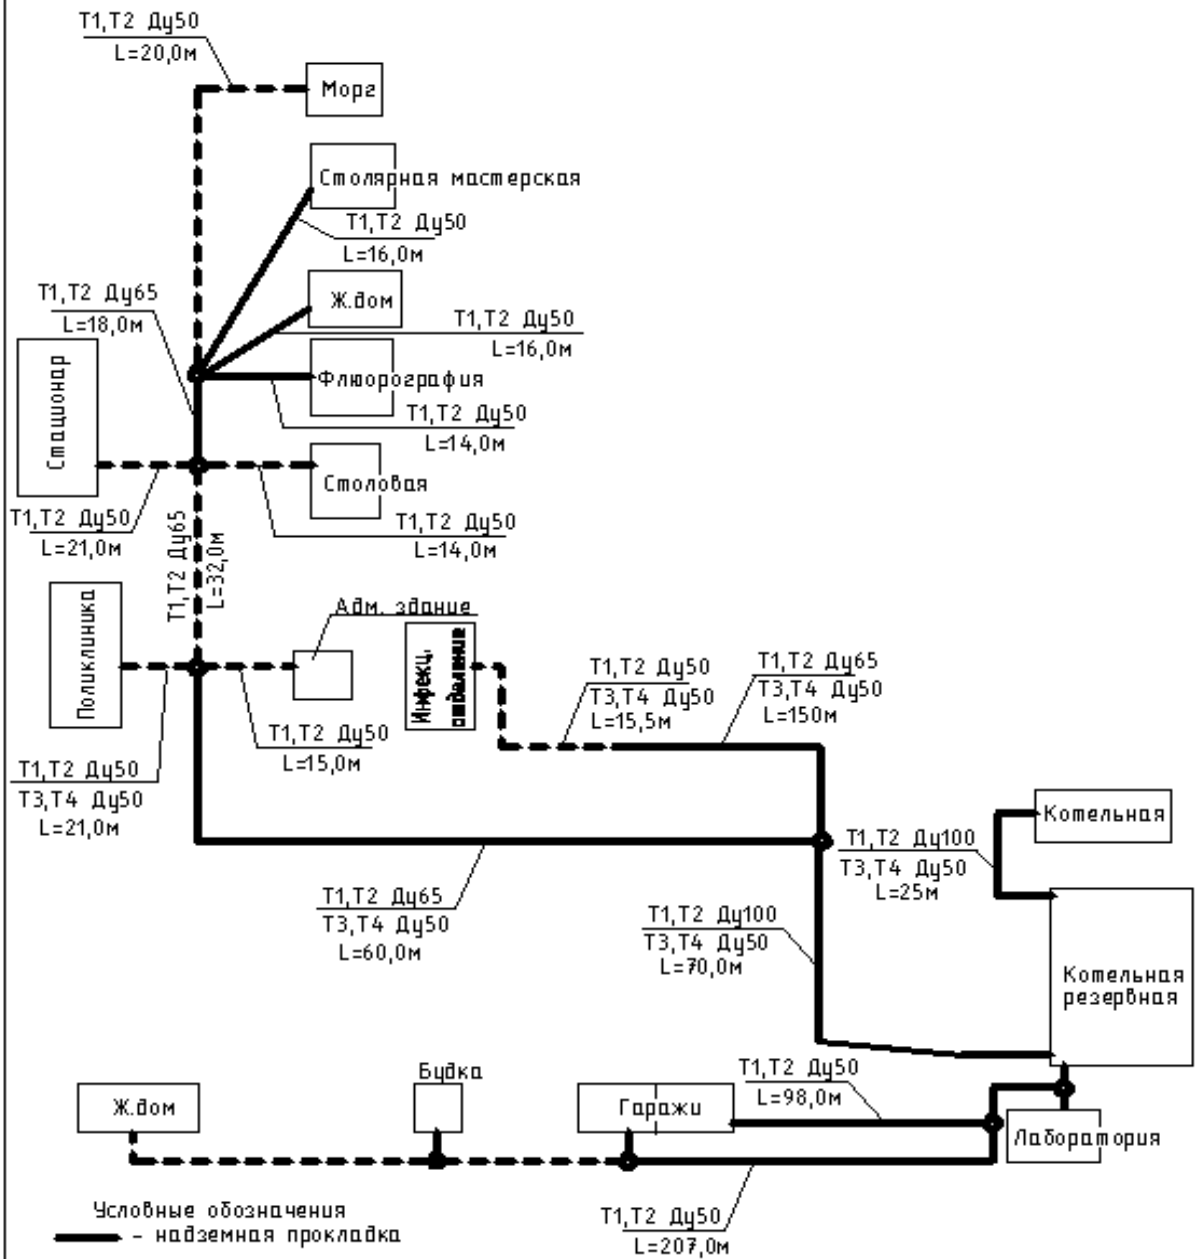 Т1,Т2 Ду50
L=20,0м
Морг
Столярная мастерская
Т1,Т2 Ду50
L=16,0м
Т1,Т2 Ду65
L=18,0м
Ж.дом
Т1,Т2 Ду50
L=16,0м
Стационар
Флюорография
Т1,Т2 Ду50
L=14,0м
Столовая
Т1,Т2 Ду50
L=21,0м
Т1,Т2 Ду50
L=14,0м
Т1,Т2 Ду65
L=32,0м
Поликлиника
Адм. здание
Инфекц.
отделение
Т1,Т2 Ду50
Т3,Т4 Ду50
L=15,5м
Т1,Т2 Ду65
Т3,Т4 Ду50
L=150м
Т1,Т2 Ду50
L=15,0м
Т1,Т2 Ду50
Т3,Т4 Ду50
L=21,0м
Котельная
Т1,Т2 Ду100
Т3,Т4 Ду50
L=25м
Т1,Т2 Ду65
Т3,Т4 Ду50
L=60,0м
Т1,Т2 Ду100
Т3,Т4 Ду50
L=70,0м
Котельная
резервная
Ж.дом
Будка
Гаражи
Т1,Т2 Ду50
L=98,0м
Лаборатория
Т1,Т2 Ду50
L=207,0м
Условные обозначения
- надземная прокладка